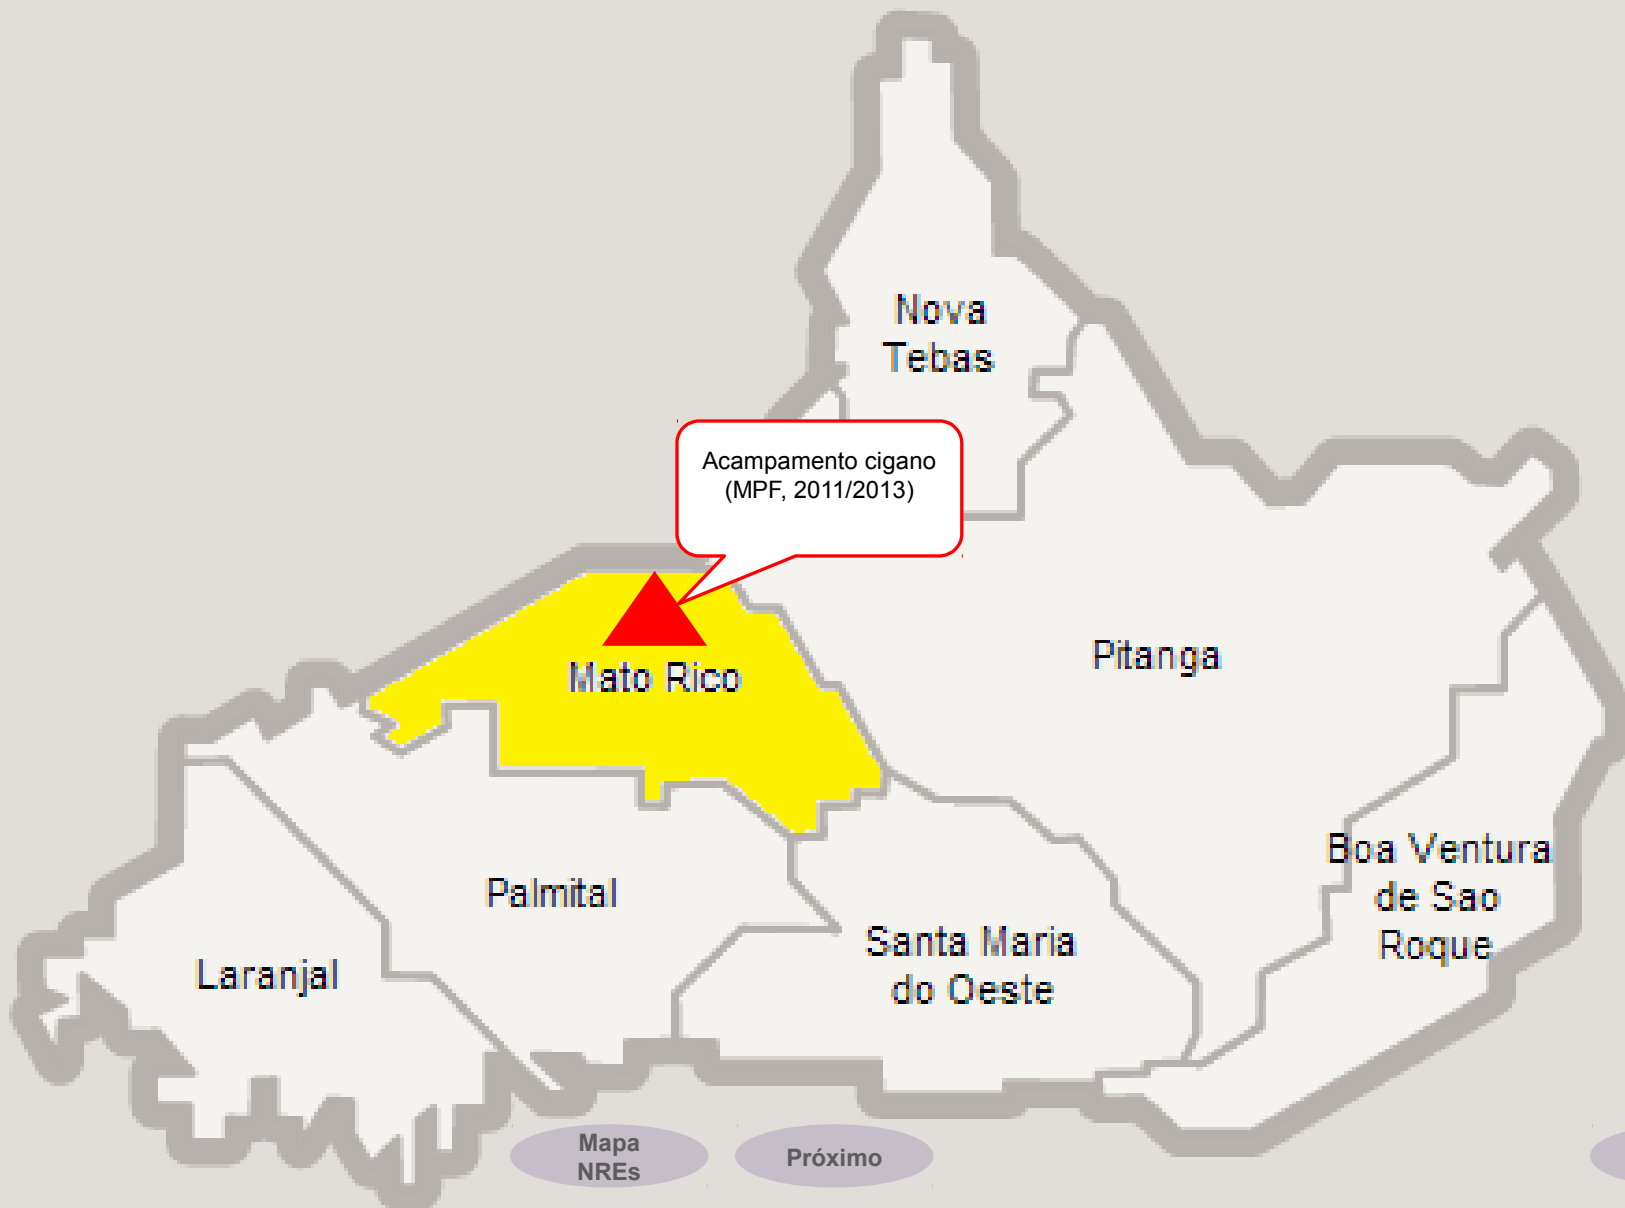 Nova
Tebas
Acampamento cigano
(MPF, 2011/2013)
Pitanga
Mato Rico
Boa Ventura
de Sao
Roque
Palmital
Santa Maria
do Oeste
Laranjal
Mapa
NREs
Próximo